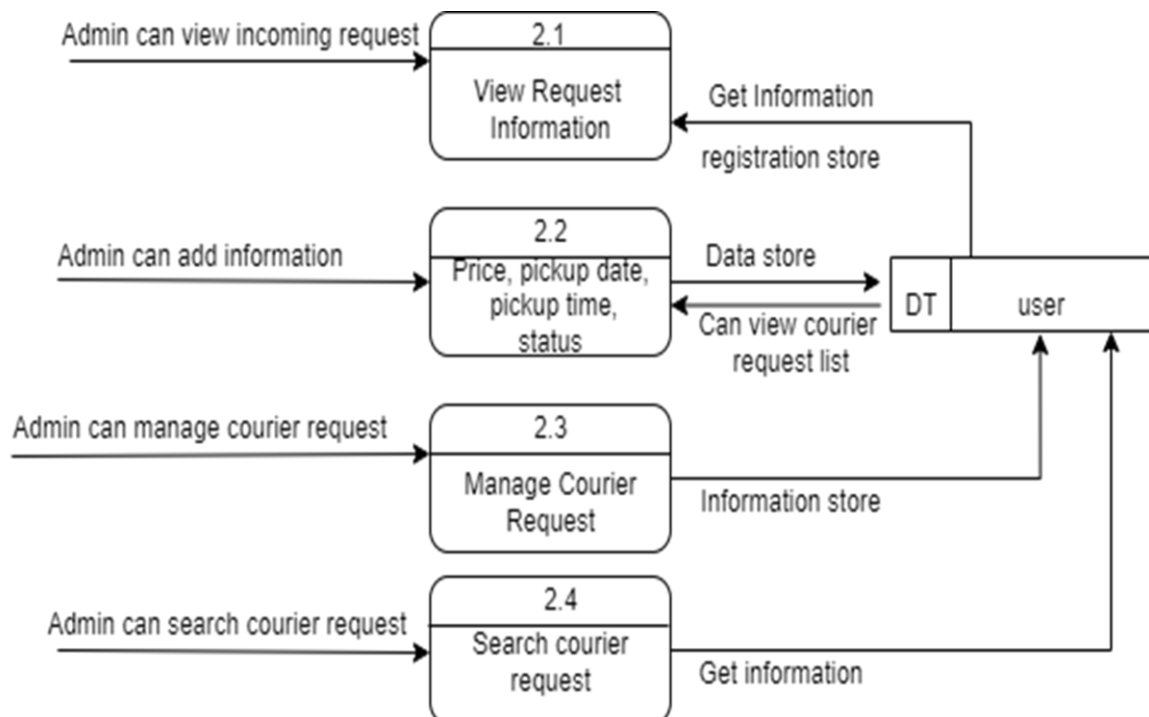 Admin can view incoming request
2.1
View Request
Information
Get Information
registration store
Admin can add information
2.2
Price, pickup date,
pickup time,
status
Data store
Can view courier
request list
DT
user
Admin can manage courier request
2.3
Manage Courier
Request
Information store
Admin can search courier request
2.4
Search courier
request
Get information